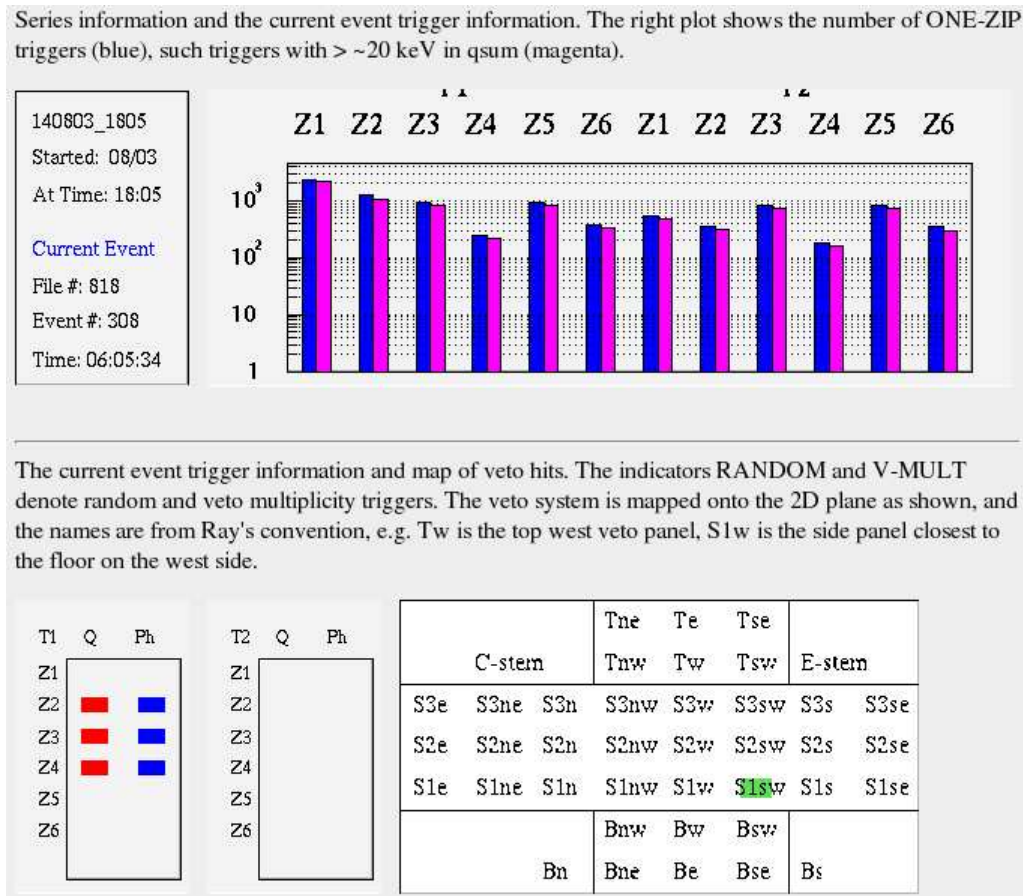 Series information and the current event trigger information. The right plot shows the number of ONE-ZIP
triggers (blue), such triggers with > ~20 keV in qsum (magenta).
140803_1805
Started: 08/03
At Time: 18:05
Current Event
File #: 818
Event #: 308
Time: 06:05:34
Z1 Z2 Z3 Z4 Z5 Z6 Z1 Z2 Z3 Z4 Z5 Z6
10³
10²
10
1
The current event trigger information and map of veto hits. The indicators RANDOM and V-MULT
denote random and veto multiplicity triggers. The veto system is mapped onto the 2D plane as shown, and
the names are from Ray's convention, e.g. Tw is the top west veto panel, S1w is the side panel closest to
the floor on the west side.
T1 Q Ph
Z1
Z2
Z3
Z4
Z5
Z6
T2 Q Ph
Z1
Z2
Z3
Z4
Z5
Z6
Tne Te Tse
C-stem Tnw Tw Tsw E-stem
S3e S3ne S3n S3nw S3w S3sw S3s S3se
S2e S2ne S2n S2nw S2w S2sw S2s S2se
S1e S1ne S1n S1nw S1w S1sw S1s S1se
Bnw Bw Bsw
Bn Bne Be Bse Bs